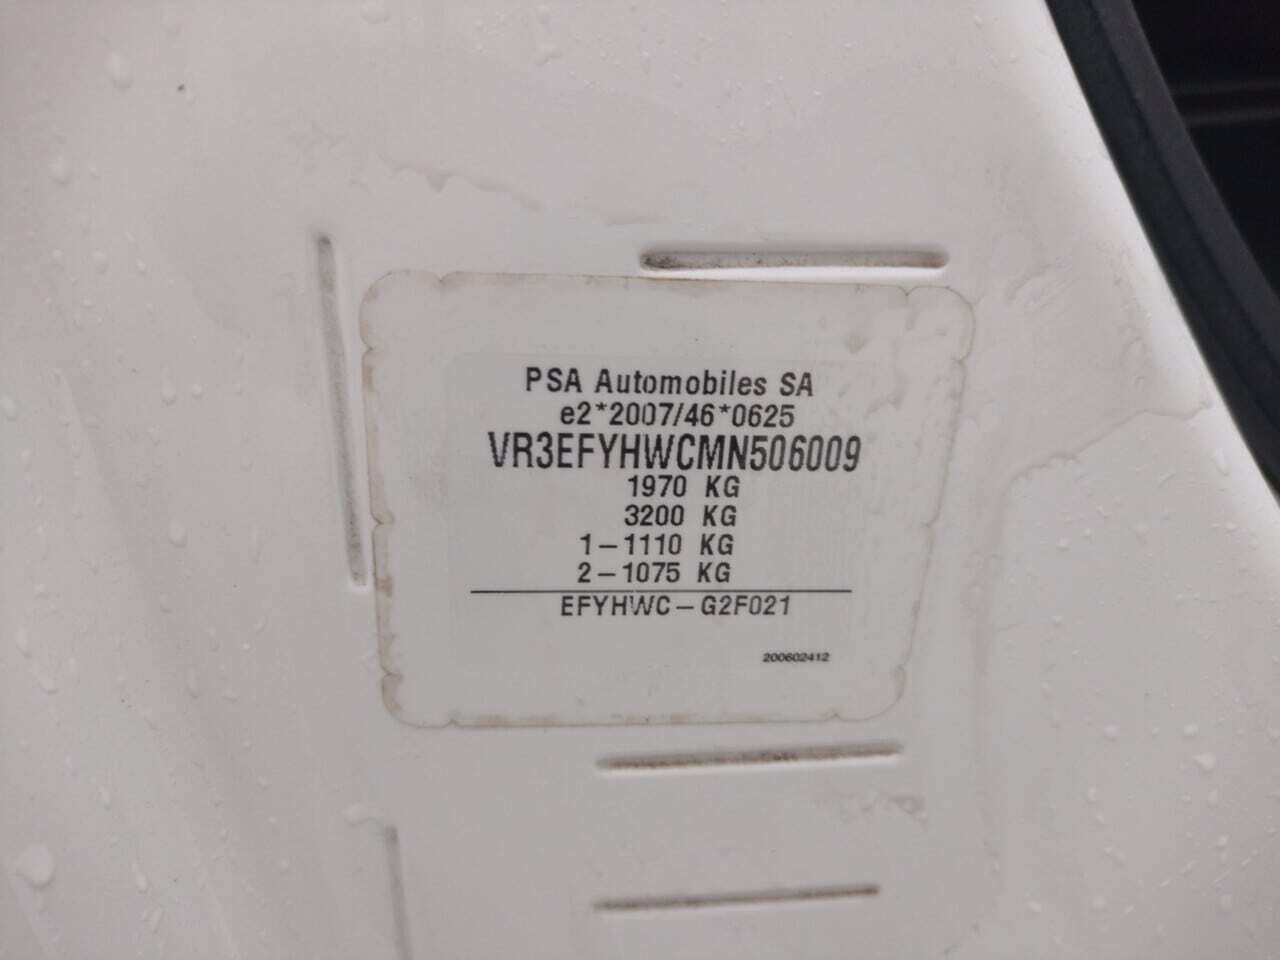 PSA Automobiles SA
e2*2007/46*0625
VR3EFYHWCMN506009
1970 KG
3200 KG
1-1110 KG
2-1075 KG
EFYHWC-G2F021
200602412